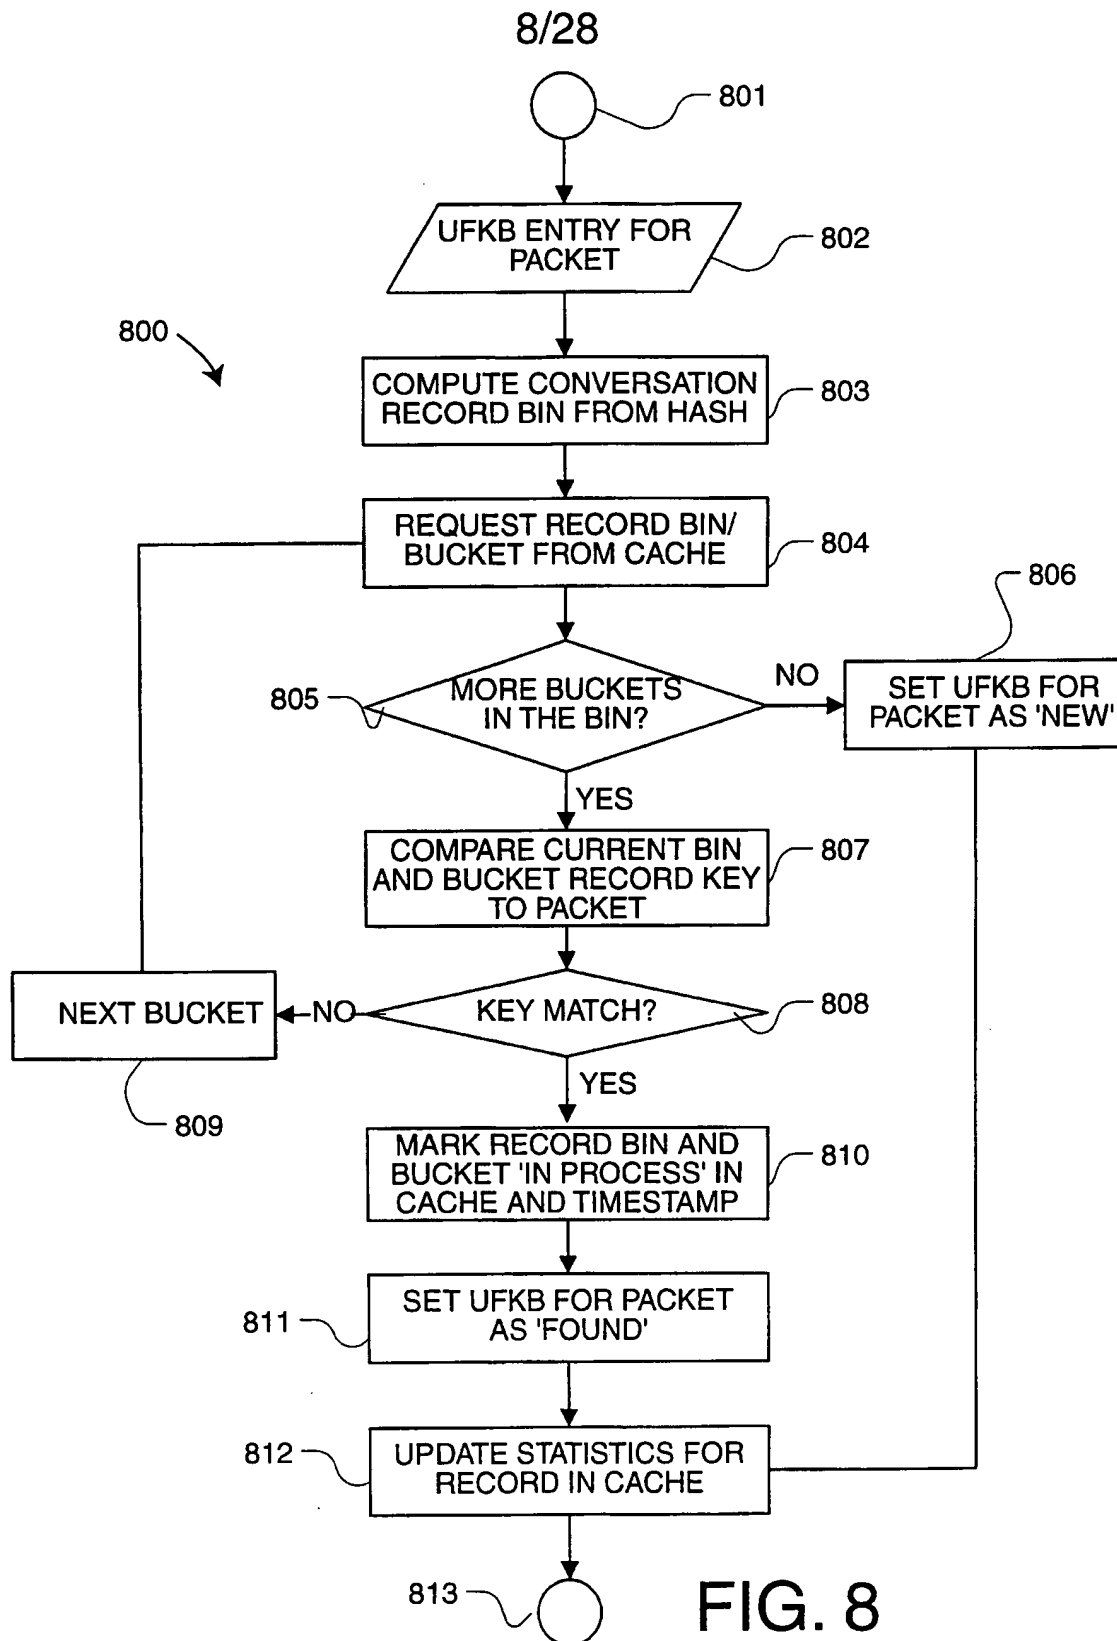 8/28
801
UFKB ENTRY FOR
PACKET
802
800
COMPUTE CONVERSATION
RECORD BIN FROM HASH
803
REQUEST RECORD BIN/
BUCKET FROM CACHE
804
806
805
MORE BUCKETS
IN THE BIN?
NO
SET UFKB FOR
PACKET AS 'NEW'
YES
COMPARE CURRENT BIN
AND BUCKET RECORD KEY
TO PACKET
807
NEXT BUCKET
NO
KEY MATCH?
808
YES
809
MARK RECORD BIN AND
BUCKET 'IN PROCESS' IN
CACHE AND TIMESTAMP
810
SET UFKB FOR PACKET
AS 'FOUND'
811
812
UPDATE STATISTICS FOR
RECORD IN CACHE
813
FIG. 8